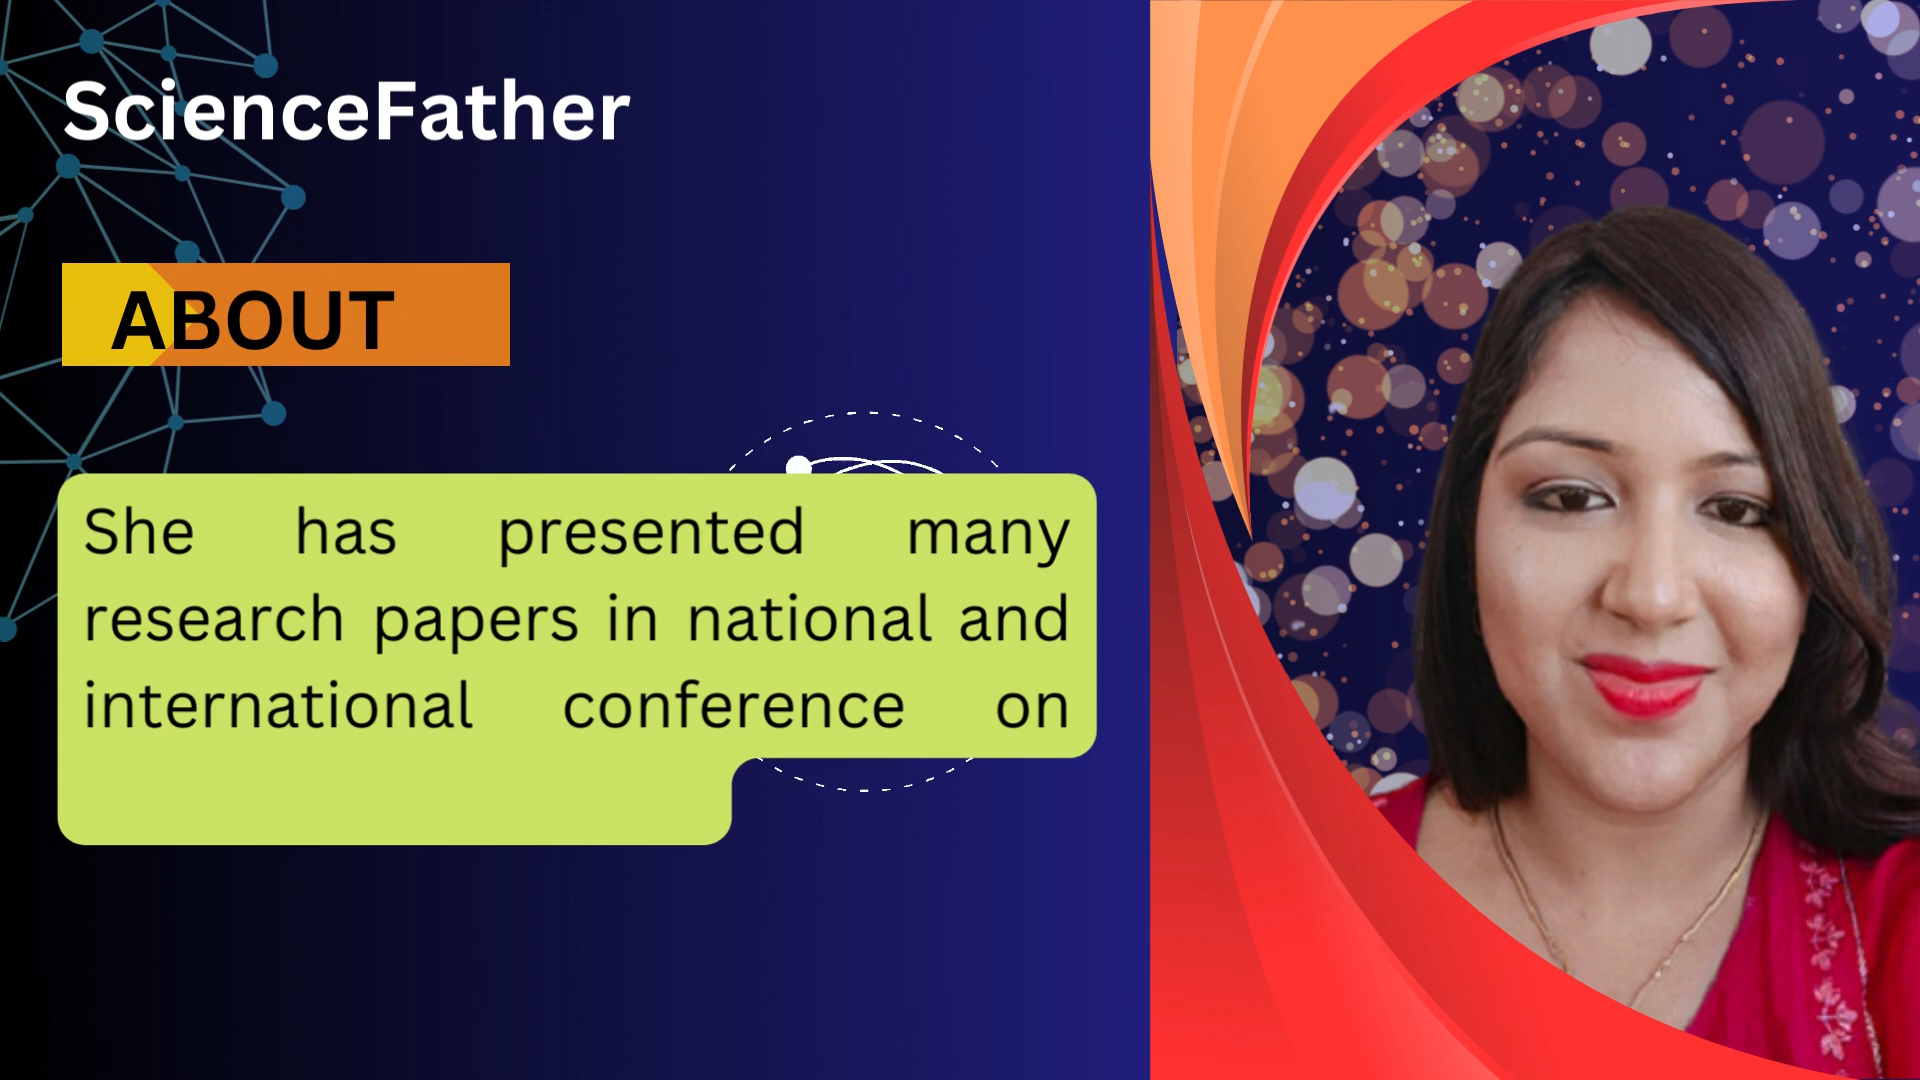 ScienceFather
ABOUT
She has presented many
research papers in national and
international conference on